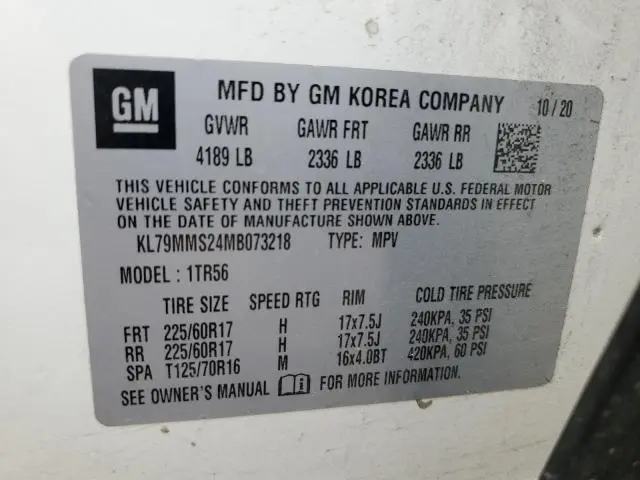 GM MFD BY GM KOREA COMPANY 10/20
GVWR GAWR FRT GAWR RR
4189 LB 2336 LB 2336 LB
THIS VEHICLE CONFORMS TO ALL APPLICABLE U.S. FEDERAL MOTOR
VEHICLE SAFETY AND THEFT PREVENTION STANDARDS IN EFFECT
ON THE DATE OF MANUFACTURE SHOWN ABOVE.
KL79MMS24MB073218 TYPE: MPV
MODEL : 1TR56
TIRE SIZE SPEED RTG RIM COLD TIRE PRESSURE
FRT 225/60R17 H 17x7.5J 240KPA, 35 PSI
RR 225/60R17 H 17x7.5J 240KPA, 35 PSI
SPA T125/70R16 M 16x4.0BT 420KPA, 60 PSI
SEE OWNER'S MANUAL FOR MORE INFORMATION.